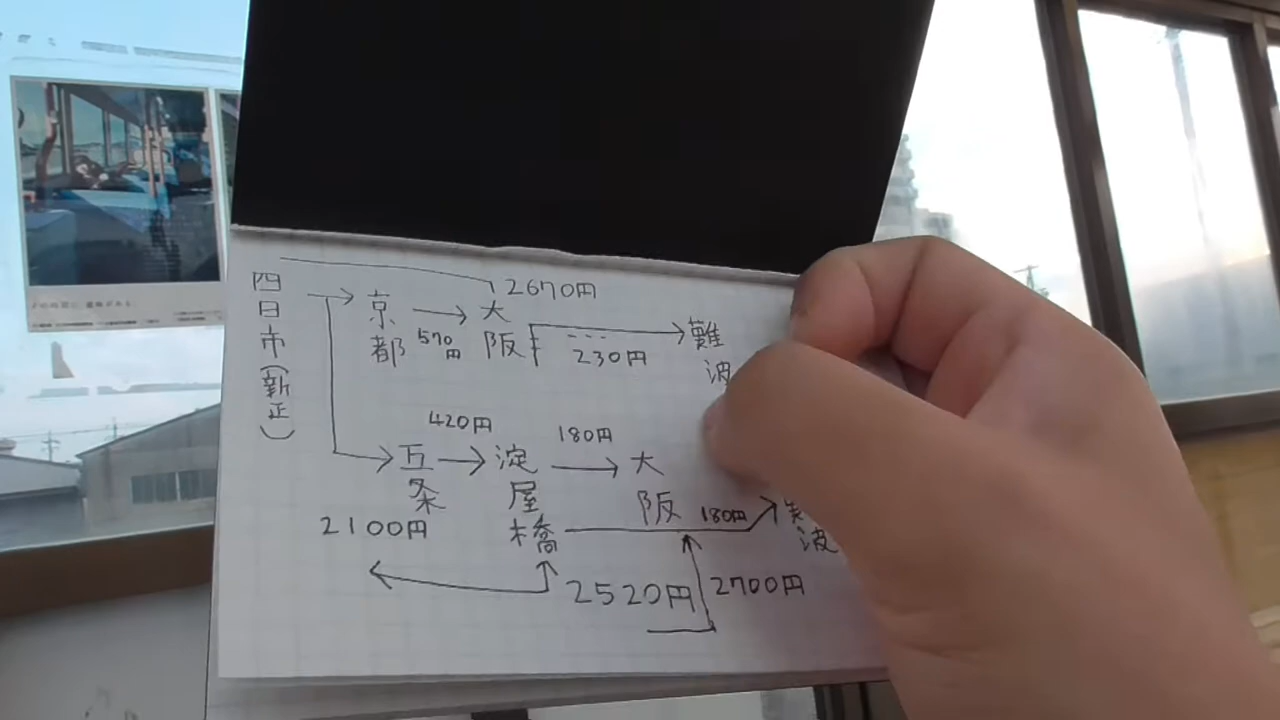 四日市(新正)
2670円
京都
570円
大阪
230円
難波
420円
180円
五条
淀屋橋
大阪
180円
波
2100円
2520円
2700円